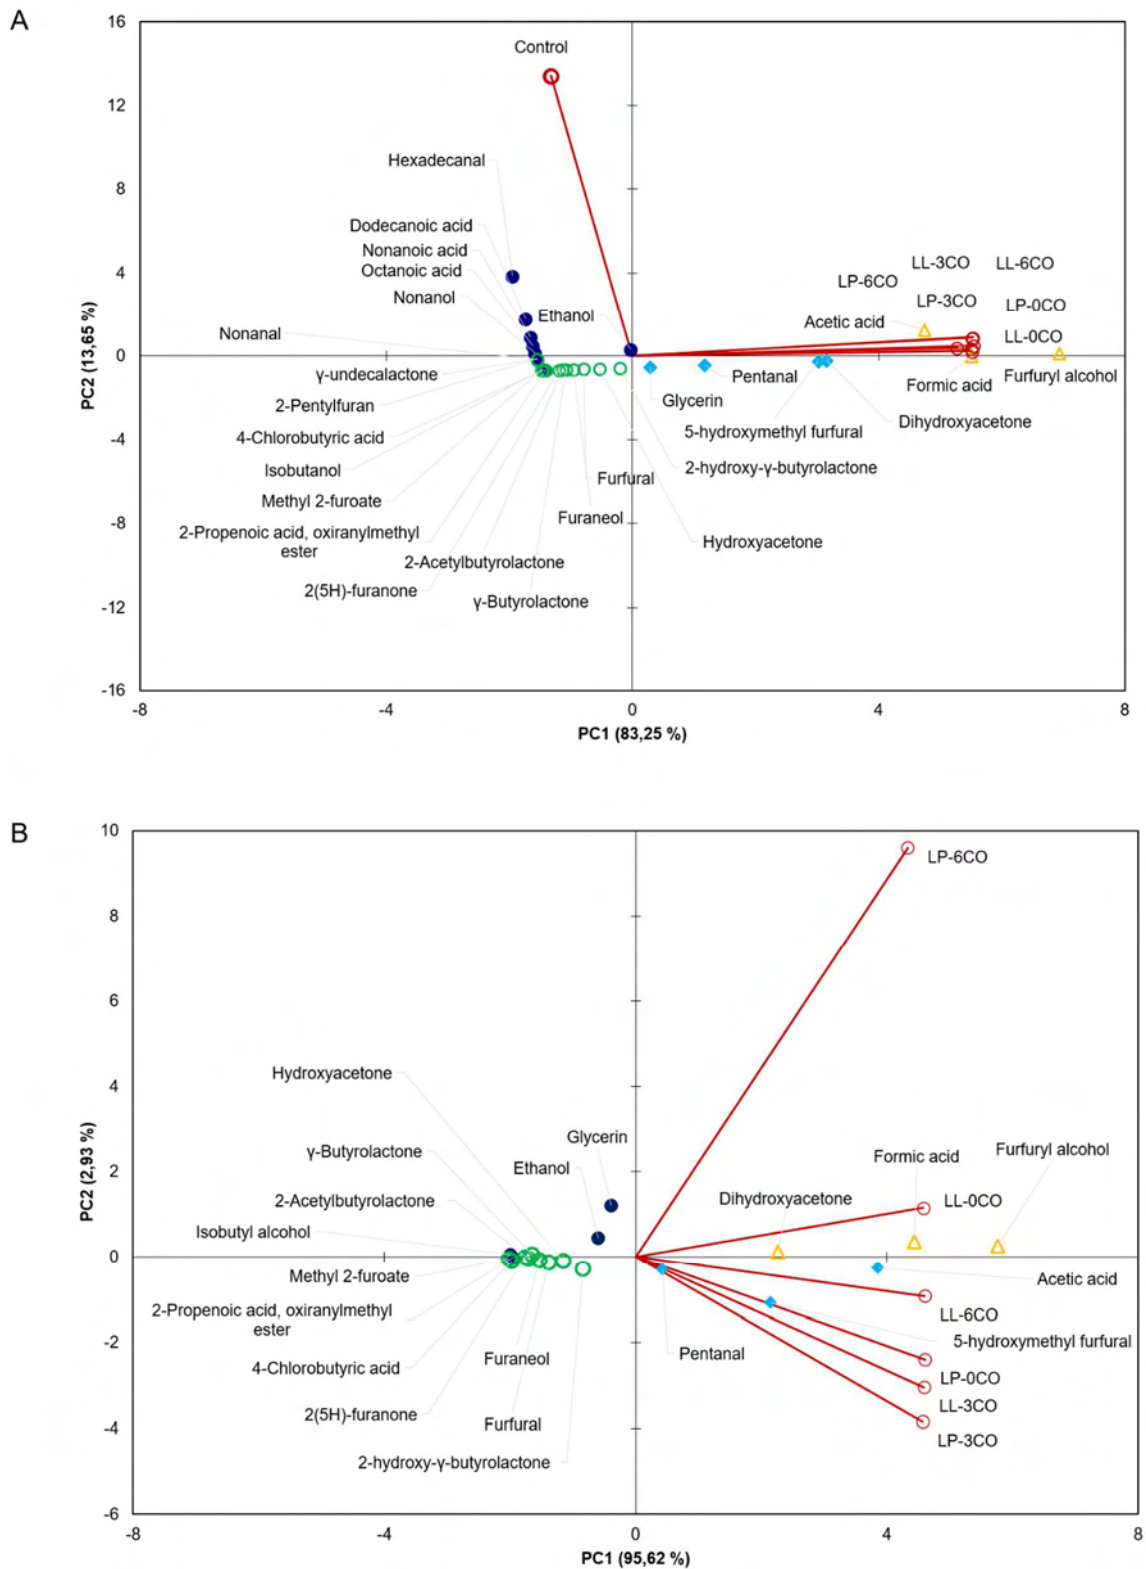 A
16
Control
12
Hexadecanal
8
Dodecanoic acid
Nonanoic acid
Octanoic acid
LL-3CO
LL-6CO
4
LP-6CO
Nonanol
LP-3CO
LP-0CO
Ethanol
Acetic acid
Nonanal
LL-0CO
PC2 (13,65 %)
0
γ-undecalactone
Pentanal
Formic acid
Furfuryl alcohol
2-Pentylfuran
Glycerin
Dihydroxyacetone
-4
4-Chlorobutyric acid
5-hydroxymethyl furfural
Isobutanol
2-hydroxy-γ-butyrolactone
Furfural
Methyl 2-furoate
Furaneol
-8
2-Propenoic acid, oxiranylmethyl
ester
Hydroxyacetone
2-Acetylbutyrolactone
2(5H)-furanone
γ-Butyrolactone
-12
-16
-8
-4
0
4
8
PC1 (83,25 %)
B
10
LP-6CO
8
6
4
Hydroxyacetone
γ-Butyrolactone
Glycerin
Ethanol
Formic acid
Furfuryl alcohol
2
2-Acetylbutyrolactone
Dihydroxyacetone
LL-0CO
Isobutyl alcohol
PC2 (2,93 %)
0
Methyl 2-furoate
Acetic acid
2-Propenoic acid, oxiranylmethyl
ester
LL-6CO
5-hydroxymethyl furfural
-2
Furaneol
Pentanal
4-Chlorobutyric acid
LP-0CO
LL-3CO
2(5H)-furanone
Furfural
LP-3CO
-4
2-hydroxy-γ-butyrolactone
-6
-8
-4
0
4
8
PC1 (95,62 %)